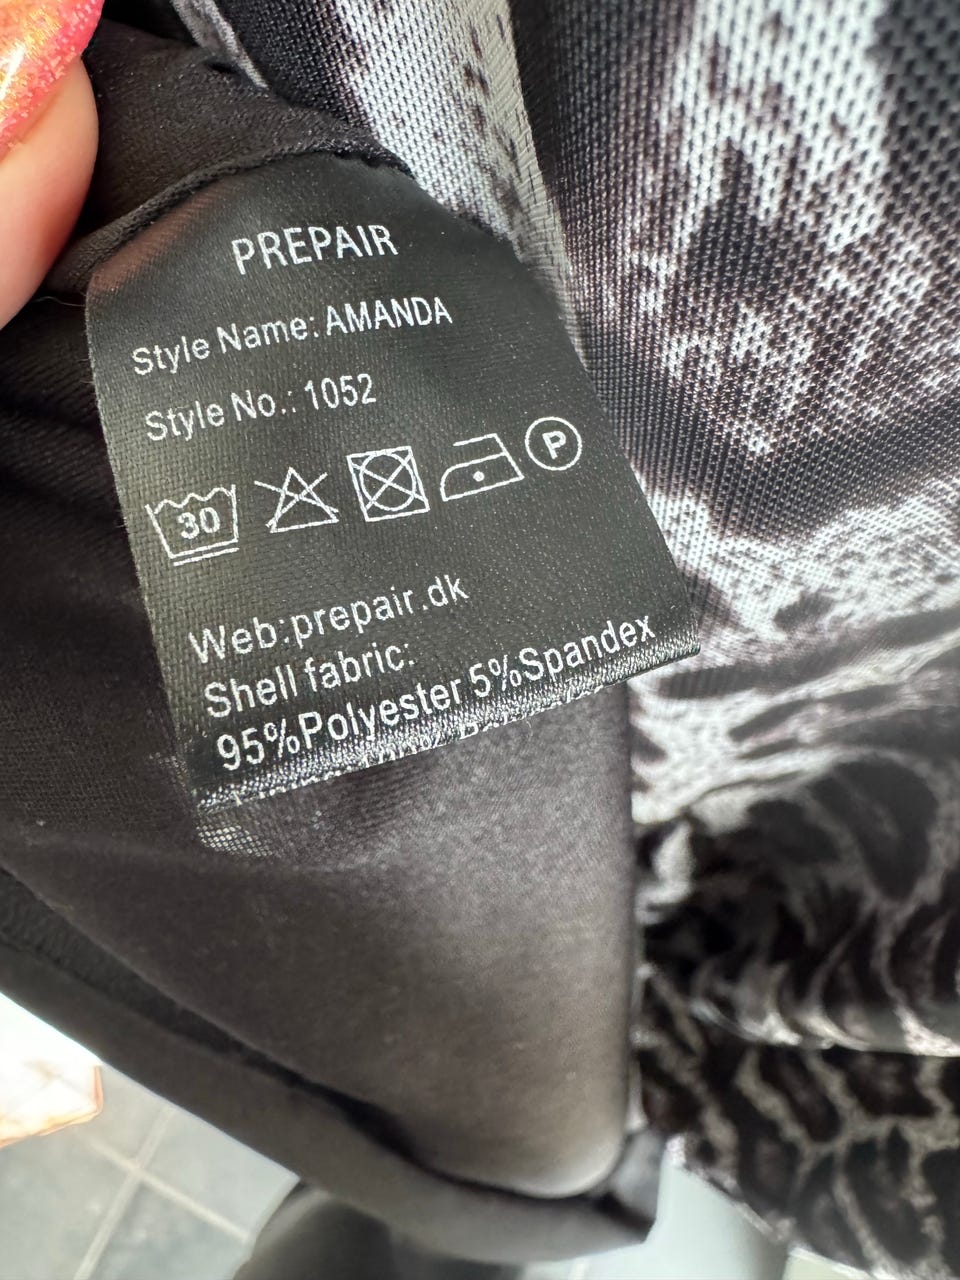 PREPAIR
Style Name: AMANDA
Style No.: 1052
30 P
Web:prepair.dk
Shell fabric:
95%Polyester 5%Spandex